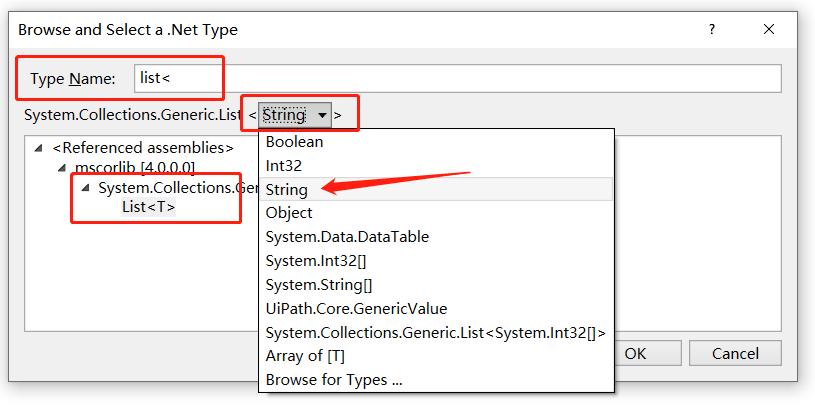 Browse and Select a .Net Type
? ×
Type Name: list<
System.Collections.Generic.List < String >
<Referenced assemblies>
mscorlib [4.0.0.0]
System.Collections.Ge
List<T>
Boolean
Int32
String
Object
System.Data.DataTable
System.Int32[]
System.String[]
UiPath.Core.GenericValue
System.Collections.Generic.List<System.Int32[]>
Array of [T]
Browse for Types ...
OK Cancel